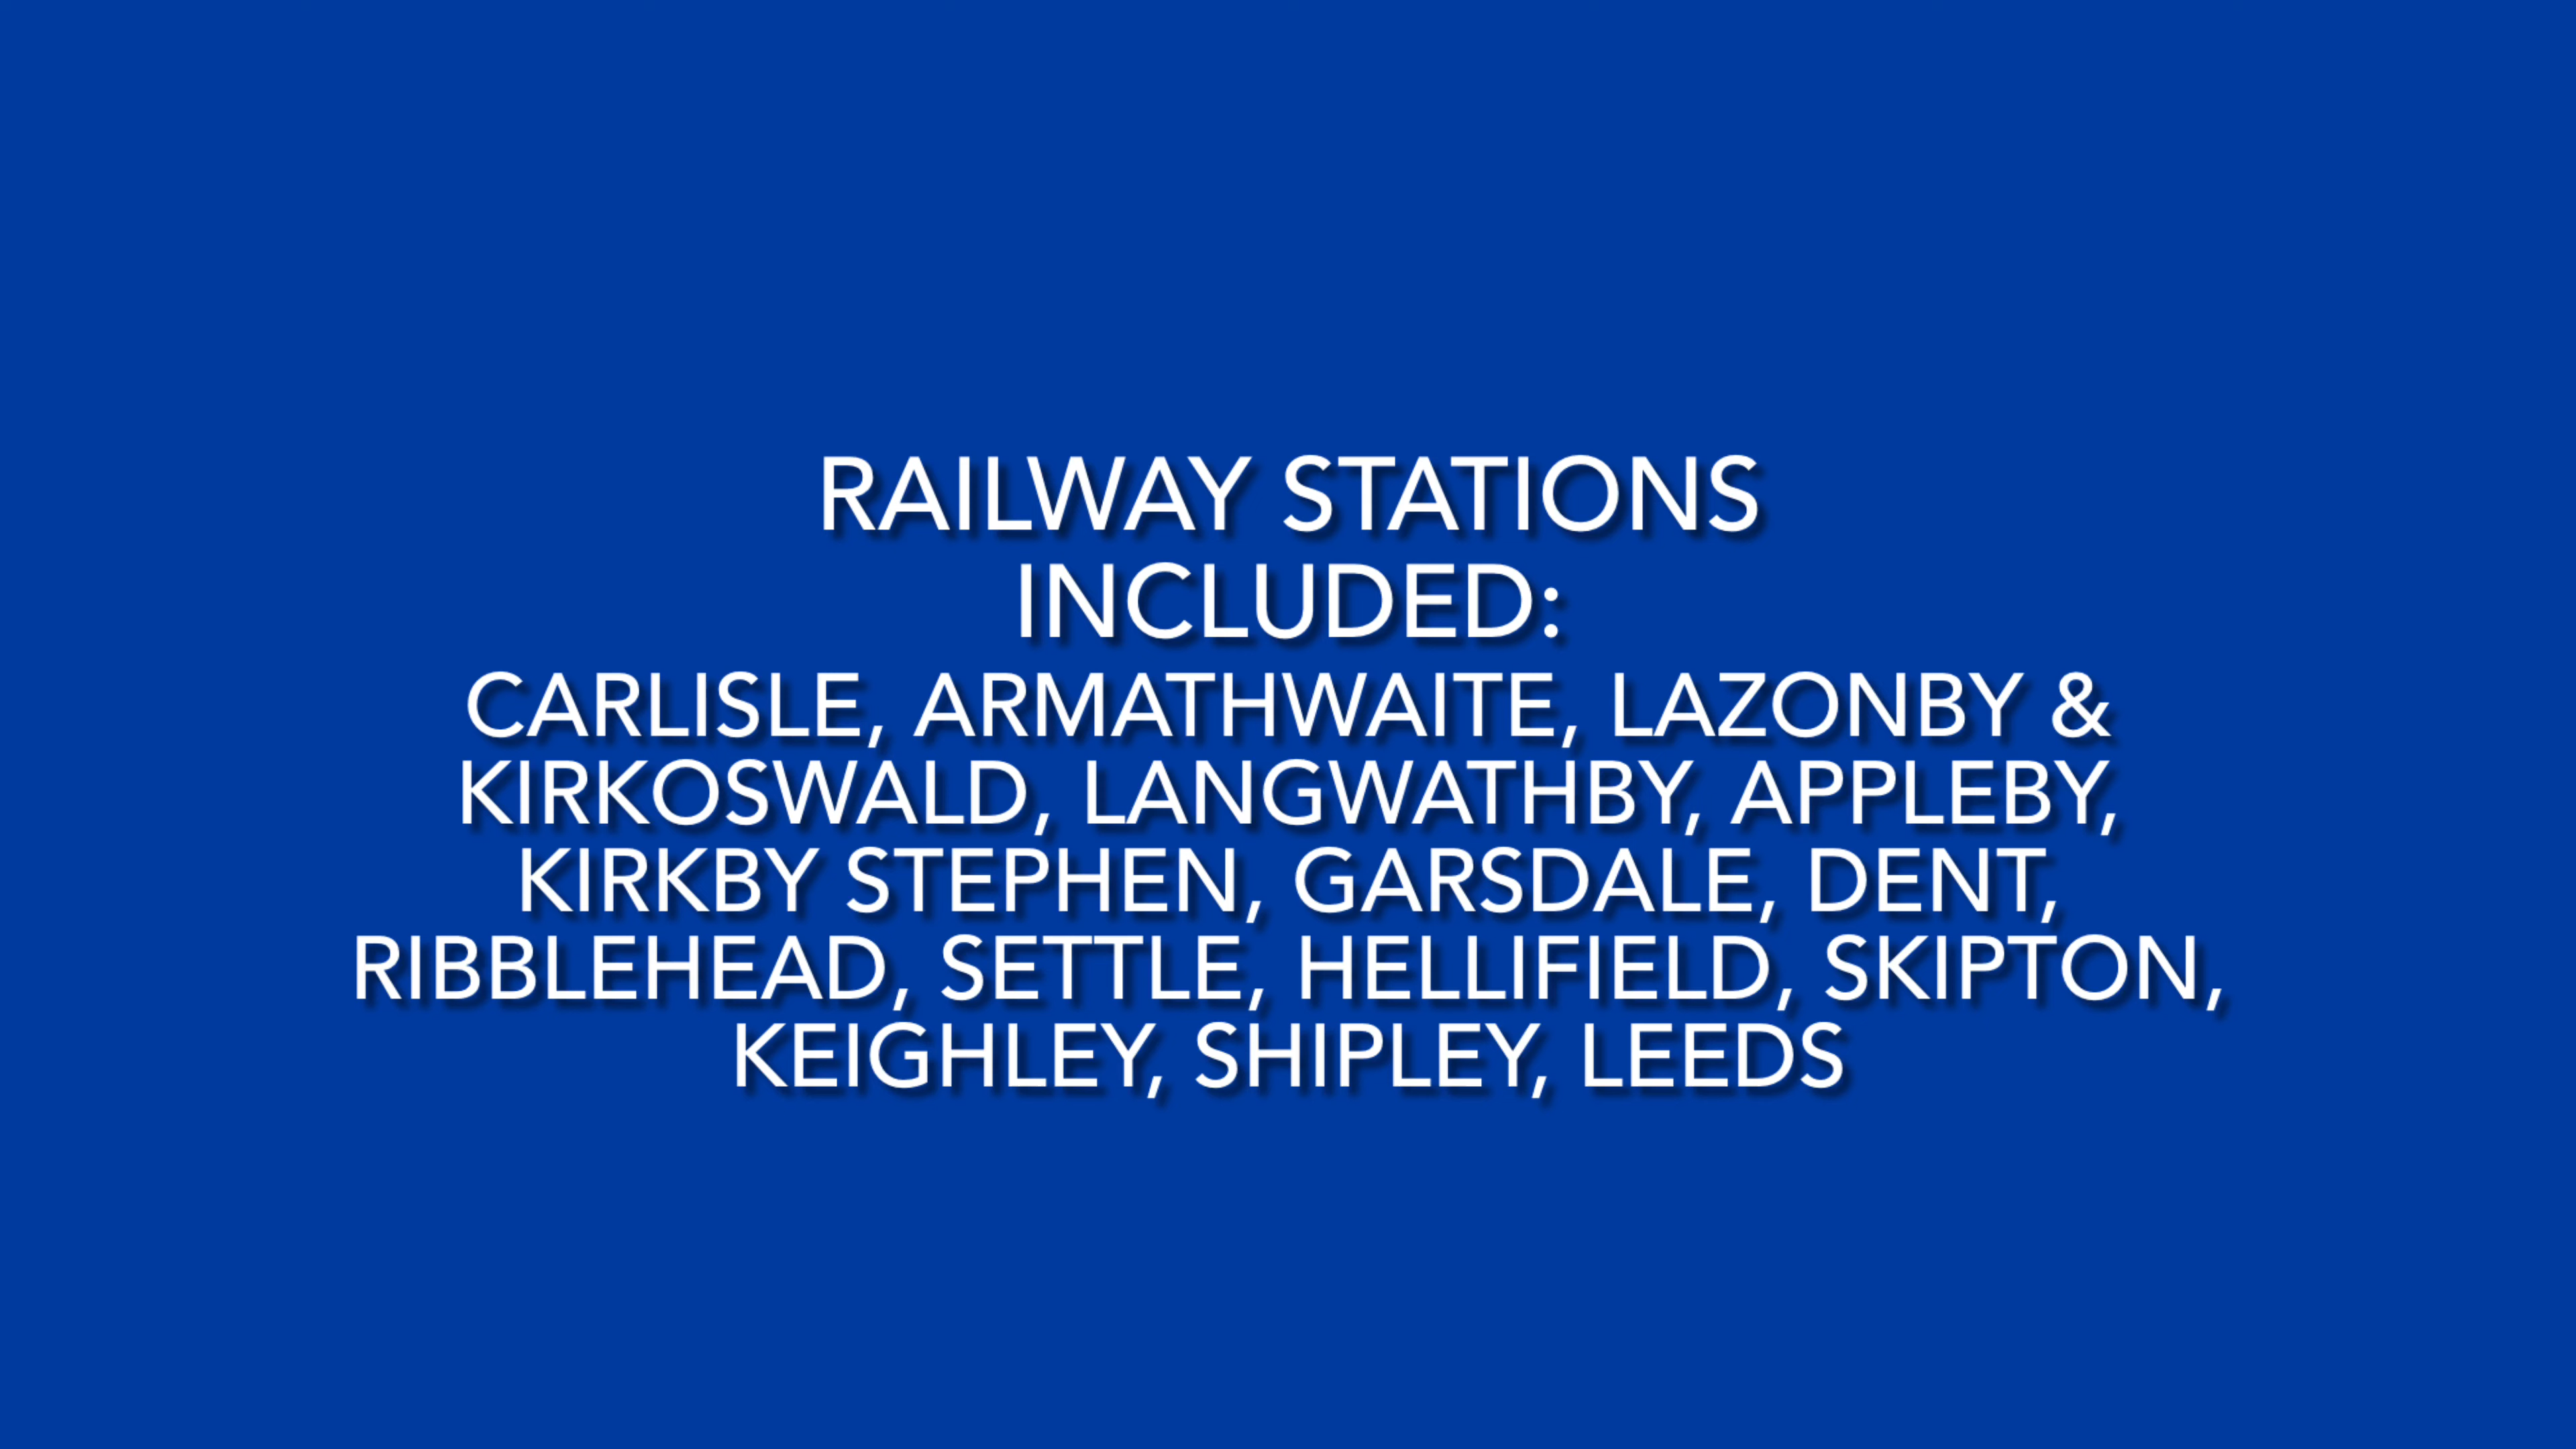 RAILWAY STATIONS
INCLUDED:
CARLISLE, ARMATHWAITE, LAZONBY &
KIRKOSWALD, LANGWATHBY, APPLEBY,
KIRKBY STEPHEN, GARSDALE, DENT,
RIBBLEHEAD, SETTLE, HELLIFIELD, SKIPTON,
KEIGHLEY, SHIPLEY, LEEDS